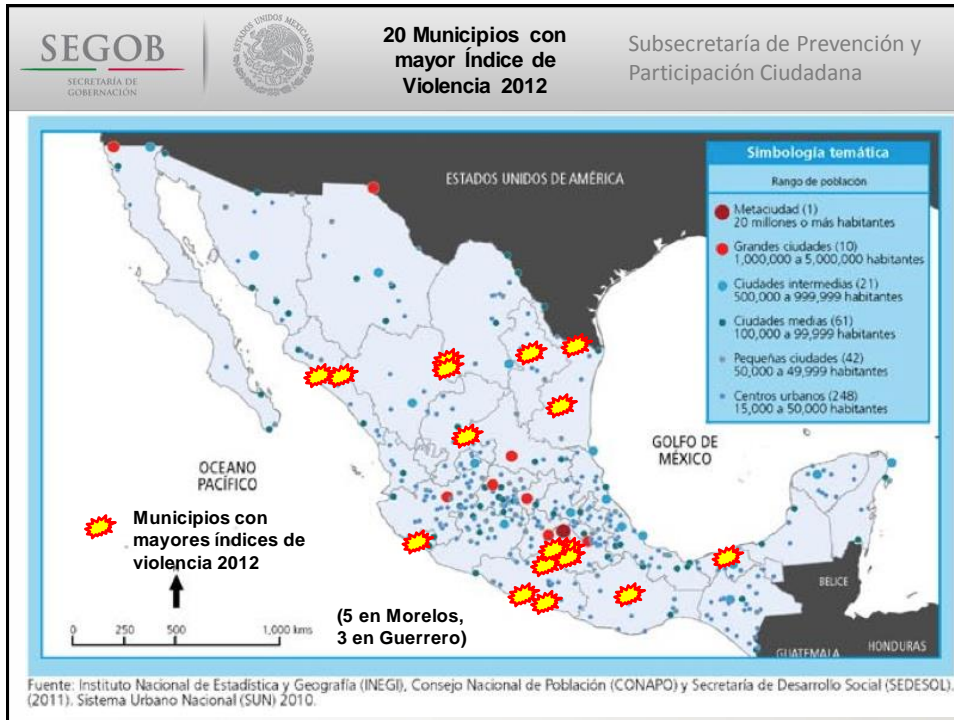 SEGOB
SECRETARÍA DE
GOBERNACIÓN
ESTADOS UNIDOS MEXICANOS
20 Municipios con
mayor Índice de
Violencia 2012
Subsecretaría de Prevención y
Participación Ciudadana
ESTADOS UNIDOS DE AMÉRICA
Simbología temática
Rango de población
Metaciudad (1)
20 millones o más habitantes
Grandes ciudades (10)
1,000,000 a 5,000,000 habitantes
Ciudades intermedias (21)
500,000 a 999,999 habitantes
Ciudades medias (61)
100,000 a 99,999 habitantes
Pequeñas ciudades (42)
50,000 a 49,999 habitantes
Centros urbanos (248)
15,000 a 50,000 habitantes
GOLFO DE
MÉXICO
OCEANO
PACÍFICO
Municipios con
mayores índices de
violencia 2012
(5 en Morelos,
3 en Guerrero)
0 250 500 1,000 kms
BELICE
GUATEMALA
HONDURAS
Fuente: Instituto Nacional de Estadística y Geografía (INEGI), Consejo Nacional de Población (CONAPO) y Secretaría de Desarrollo Social (SEDESOL).
(2011). Sistema Urbano Nacional (SUN) 2010.